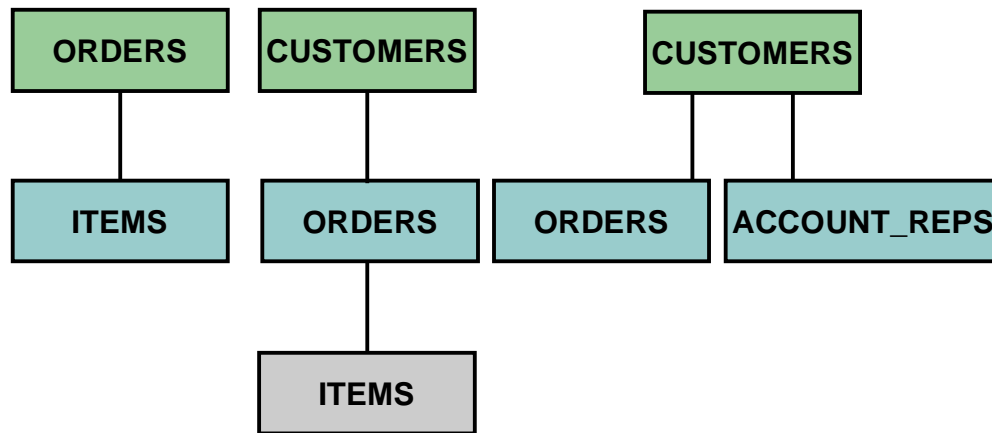 ORDERS
CUSTOMERS
CUSTOMERS
ITEMS
ORDERS
ORDERS
ACCOUNT_REPS
ITEMS